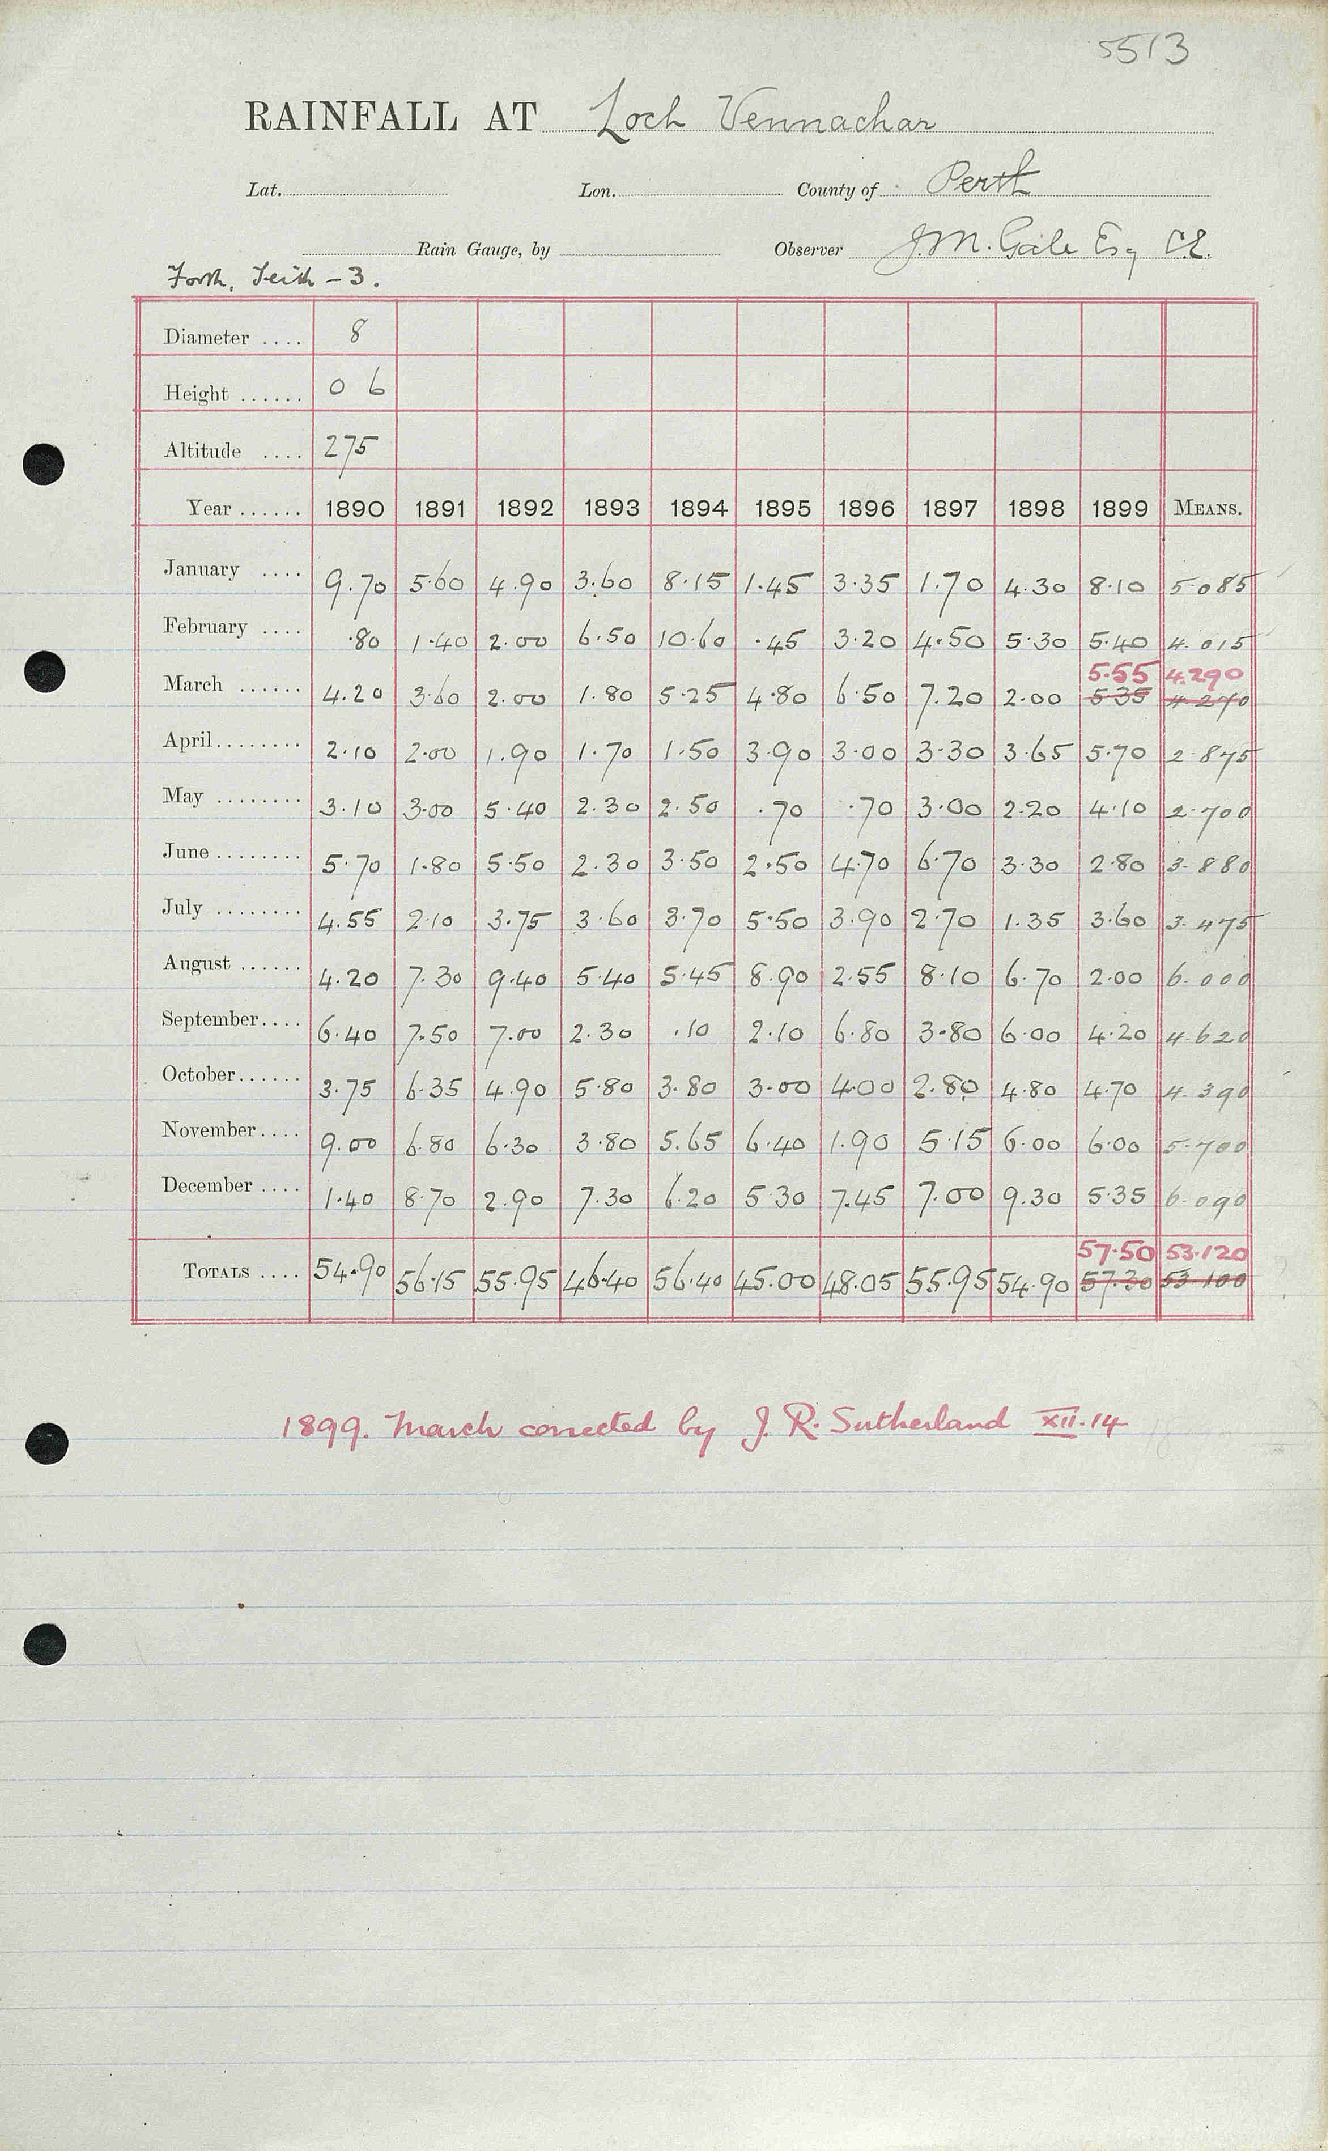 5513
RAINFALL AT Loch Vennachar
Lat. Lon. County of Perth
Rain Gauge, by Observer J.M. Gale Esq C.E.
Forth, Teith - 3.
Diameter .... 8
Height ...... 0 6
Altitude .... 275
Year ...... 1890 1891 1892 1893 1894 1895 1896 1897 1898 1899 MEANS.
January .... 9.70 5.60 4.90 3.60 8.15 1.45 3.35 1.70 4.30 8.10 5.085
February .... .80 1.40 2.00 6.50 10.60 .45 3.20 4.50 5.30 5.40 4.015
5.55 4.290
March ...... 4.20 3.60 2.00 1.80 5.25 4.80 6.50 7.20 2.00 5.35 4.270
April........ 2.10 2.00 1.90 1.70 1.50 3.90 3.00 3.30 3.65 5.70 2.875
May ........ 3.10 3.00 5.40 2.30 2.50 .70 .70 3.00 2.20 4.10 2.700
June ........ 5.70 1.80 5.50 2.30 3.50 2.50 4.70 6.70 3.30 2.80 3.880
July ........ 4.55 2.10 3.75 3.60 3.70 5.50 3.90 2.70 1.35 3.60 3.475
August ...... 4.20 7.30 9.40 5.40 5.45 8.90 2.55 8.10 6.70 2.00 6.000
September.... 6.40 7.50 7.00 2.30 .10 2.10 6.80 3.80 6.00 4.20 4.620
October...... 3.75 6.35 4.90 5.80 3.80 3.00 4.00 2.80 4.80 4.70 4.390
November.... 9.00 6.80 6.30 3.80 5.65 6.40 1.90 5.15 6.00 6.00 5.700
December .... 1.40 8.70 2.90 7.30 6.20 5.30 7.45 7.00 9.30 5.35 6.090
57.50 53.120
TOTALS .... 54.90 56.15 55.95 46.40 56.40 45.00 48.05 55.95 54.90 57.30 53.100
1899. March corrected by J. R. Sutherland XII.14